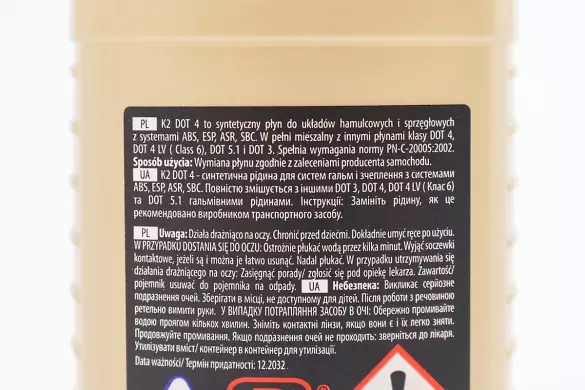 PL K2 DOT 4 to syntetyczny płyn do układów hamulcowych i sprzęgłowych
z systemami ABS, ESP, ASR, SBC. W pełni mieszalny z innymi płynami klasy DOT 4,
DOT 4 LV ( Class 6), DOT 5.1 i DOT 3. Spełnia wymagania normy PN-C-20005:2002.
Sposób użycia: Wymiana płynu zgodnie z zaleceniami producenta samochodu.
UA K2 DOT 4 - синтетична рідина для систем гальм і зчеплення з системами
ABS, ESP, ASR, SBC. Повністю змішується з іншими DOT 3, DOT 4, DOT 4 LV ( Клас 6)
та DOT 5.1 гальмівними рідинами. Інструкції: Замініть рідину, як це
рекомендовано виробником транспортного засобу.
PL Uwaga: Działa drażniąco na oczy. Chronić przed dziećmi. Dokładnie umyć ręce po użyciu.
W PRZYPADKU DOSTANIA SIĘ DO OCZU: Ostrożnie płukać wodą przez kilka minut. Wyjąć soczewki
kontaktowe, jeżeli są i można je łatwo usunąć. Nadal płukać. W przypadku utrzymywania się
działania drażniącego na oczy: Zasięgnąć porady/ zgłosić się pod opiekę lekarza. Zawartość/
pojemnik usuwać do pojemnika na odpady. UA Небезпека: Викликає серйозне
подразнення очей. Зберігати в місці, не доступному для дітей. Після роботи з речовиною
ретельно вимити руки. У ВИПАДКУ ПОТРАПЛЯННЯ ЗАСОБУ В ОЧІ: Обережно промивайте
водою протягом кількох хвилин. Зніміть контактні лінзи, якщо вони є і їх легко зняти.
Продовжуйте промивання. Якщо подразнення очей не проходить: зверніться до лікаря.
Утилізувати вміст/ контейнер в контейнер для утилізації.
Data ważności/ Термін придатності: 12.2032